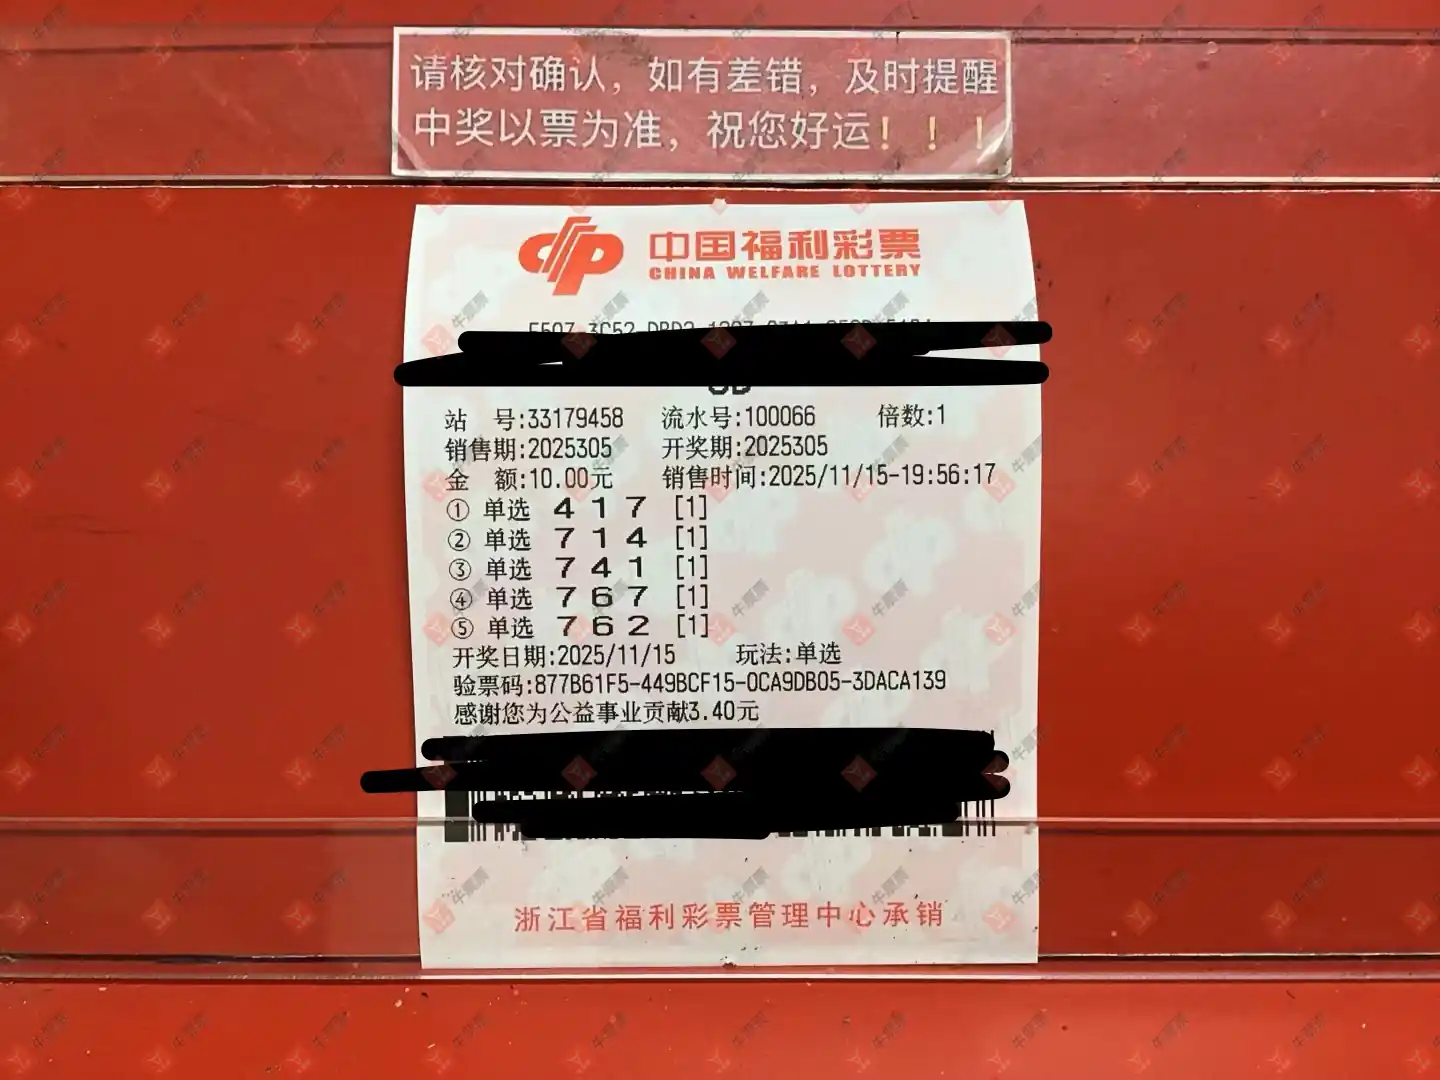 请核对确认，如有差错，及时提醒
中奖以票为准，祝您好运！！！
中国福利彩票
CHINA WELFARE LOTTERY
站 号:33179458 流水号:100066 倍数:1
销售期:2025305 开奖期:2025305
金 额:10.00元 销售时间:2025/11/15-19:56:17
① 单选 4 1 7 [1]
② 单选 7 1 4 [1]
③ 单选 7 4 1 [1]
④ 单选 7 6 7 [1]
⑤ 单选 7 6 2 [1]
开奖日期:2025/11/15 玩法:单选
验票码:877B61F5-449BCF15-0CA9DB05-3DACA139
感谢您为公益事业贡献3.40元
浙江省福利彩票管理中心承销